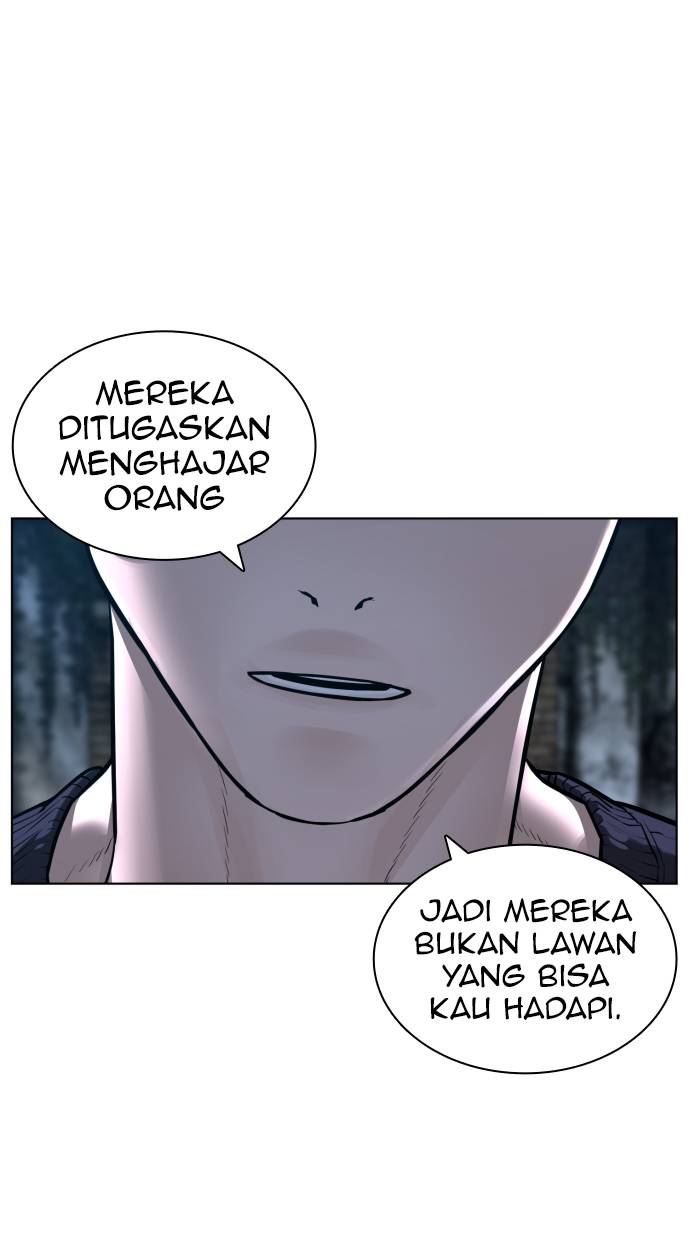 MEREKA
DITUGASKAN
MENGHAJAR
ORANG
JADI MEREKA
BUKAN LAWAN
YANG BISA
KAU HADAPI.